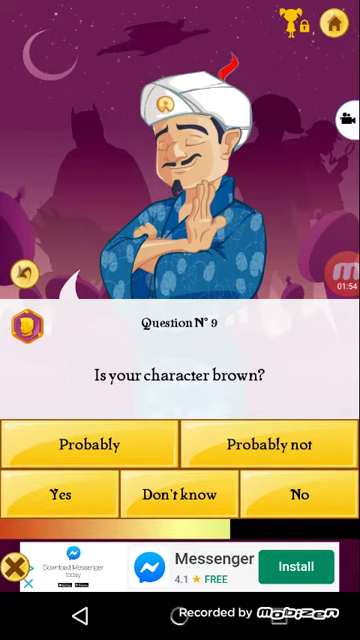 01:54
Question N° 9
Is your character brown?
Probably
Probably not
Yes
Don't know
No
Download Messenger
today
Messenger
4.1 ★ FREE
Install
Recorded by mobizen